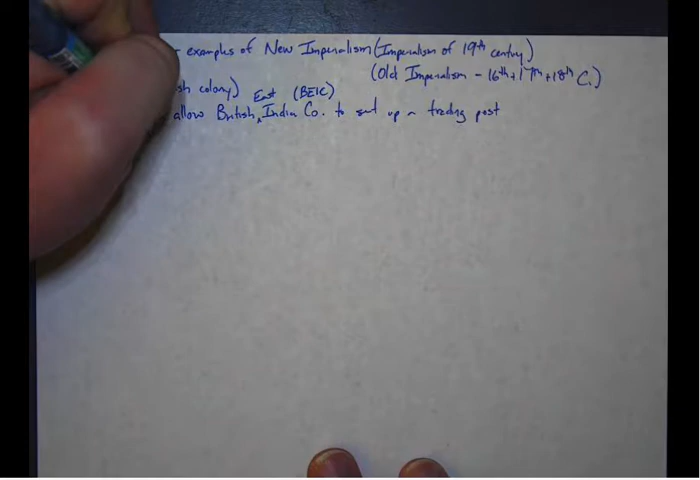 - examples of New Imperialism (Imperialism of 19th century)
(Old Imperialism - 16th + 17th + 18th C.)
sh colony) East (BEIC)
allow British ^ India Co. to set up a trading post